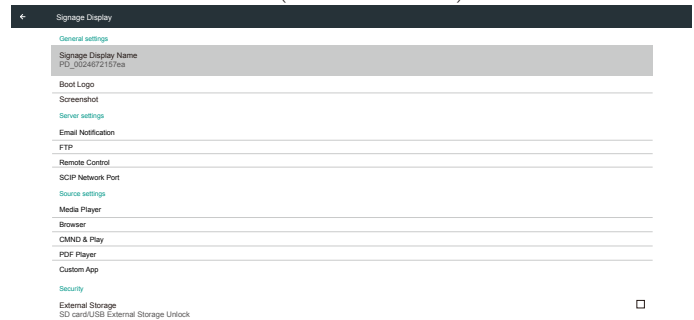 Signage Display
General settings
Signage Display Name
PD_0024672157ea
Boot Logo
Screenshot
Server settings
Email Notification
FTP
Remote Control
SCIP Network Port
Source settings
Media Player
Browser
CMND & Play
PDF Player
Custom App
Security
External Storage
SD card/USB External Storage Unlock